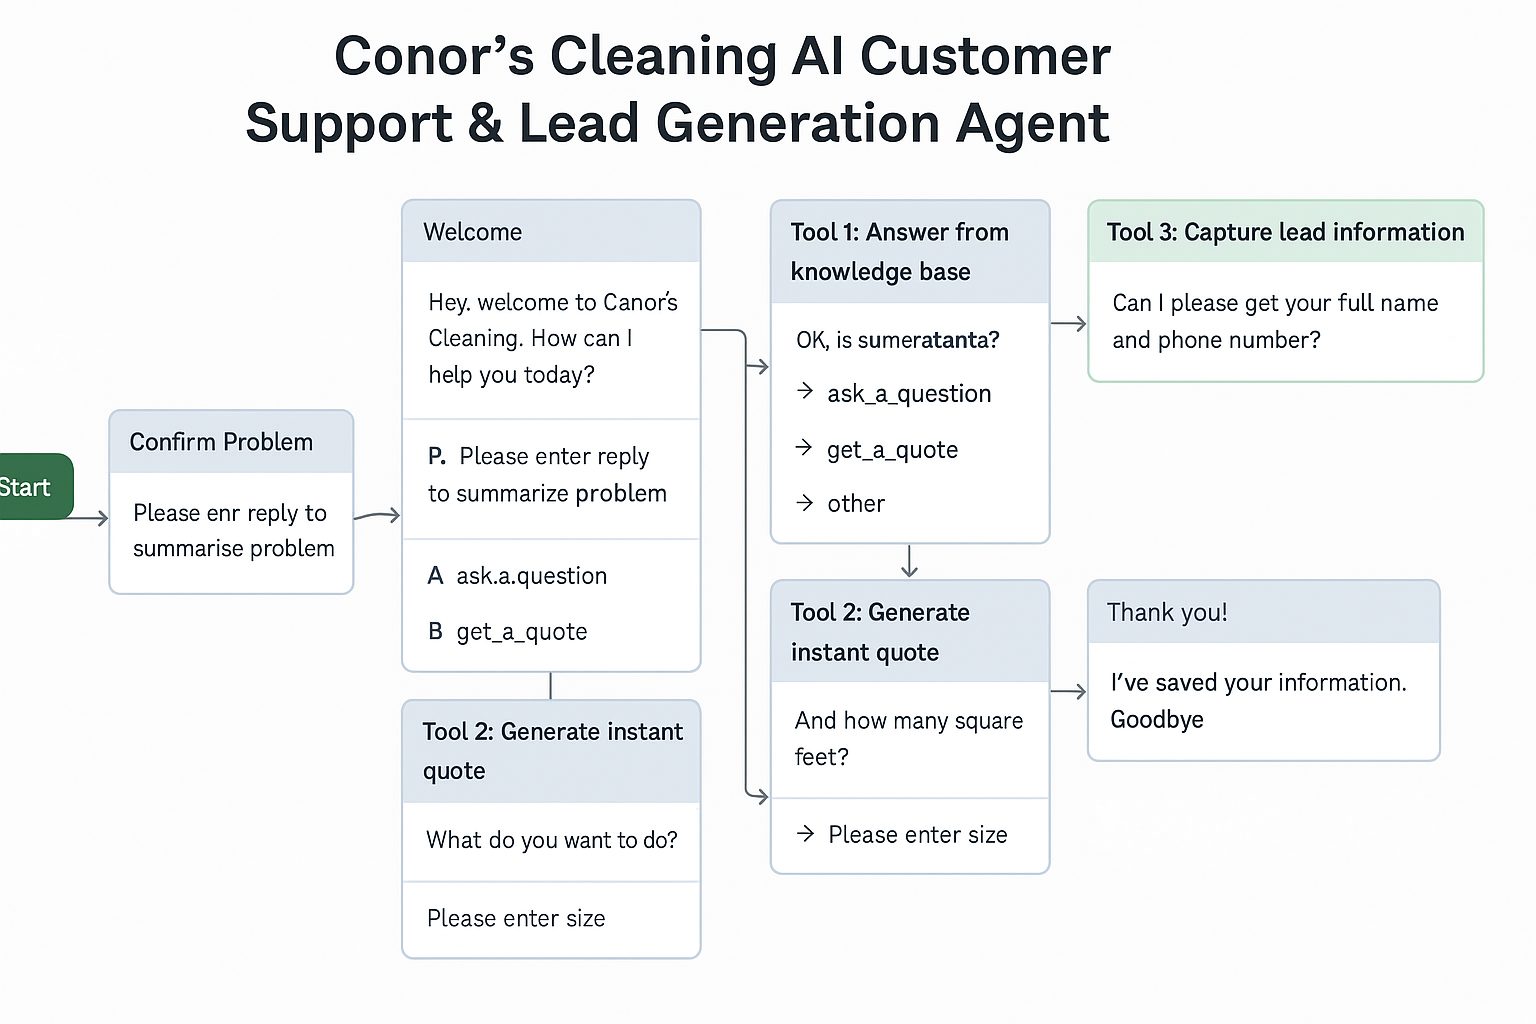 Conor's Cleaning AI Customer
Support & Lead Generation Agent
Start
Confirm Problem
Please enr reply to
summarise problem
Welcome
Hey. welcome to Canor's
Cleaning. How can I
help you today?
P. Please enter reply
to summarize problem
A ask.a.question
B get_a_quote
Tool 2: Generate instant
quote
What do you want to do?
Please enter size
Tool 1: Answer from
knowledge base
OK, is sumeratanta?
→ ask_a_question
→ get_a_quote
→ other
Tool 2: Generate
instant quote
And how many square
feet?
→ Please enter size
Tool 3: Capture lead information
Can I please get your full name
and phone number?
Thank you!
I've saved your information.
Goodbye